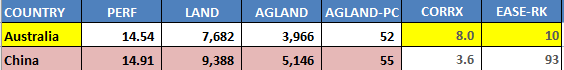 COUNTRY PERF LAND AGLAND AGLAND-PC CORRX EASE-RK
Australia 14.54 7,682 3,966 52 8.0 10
China 14.91 9,388 5,146 55 3.6 93